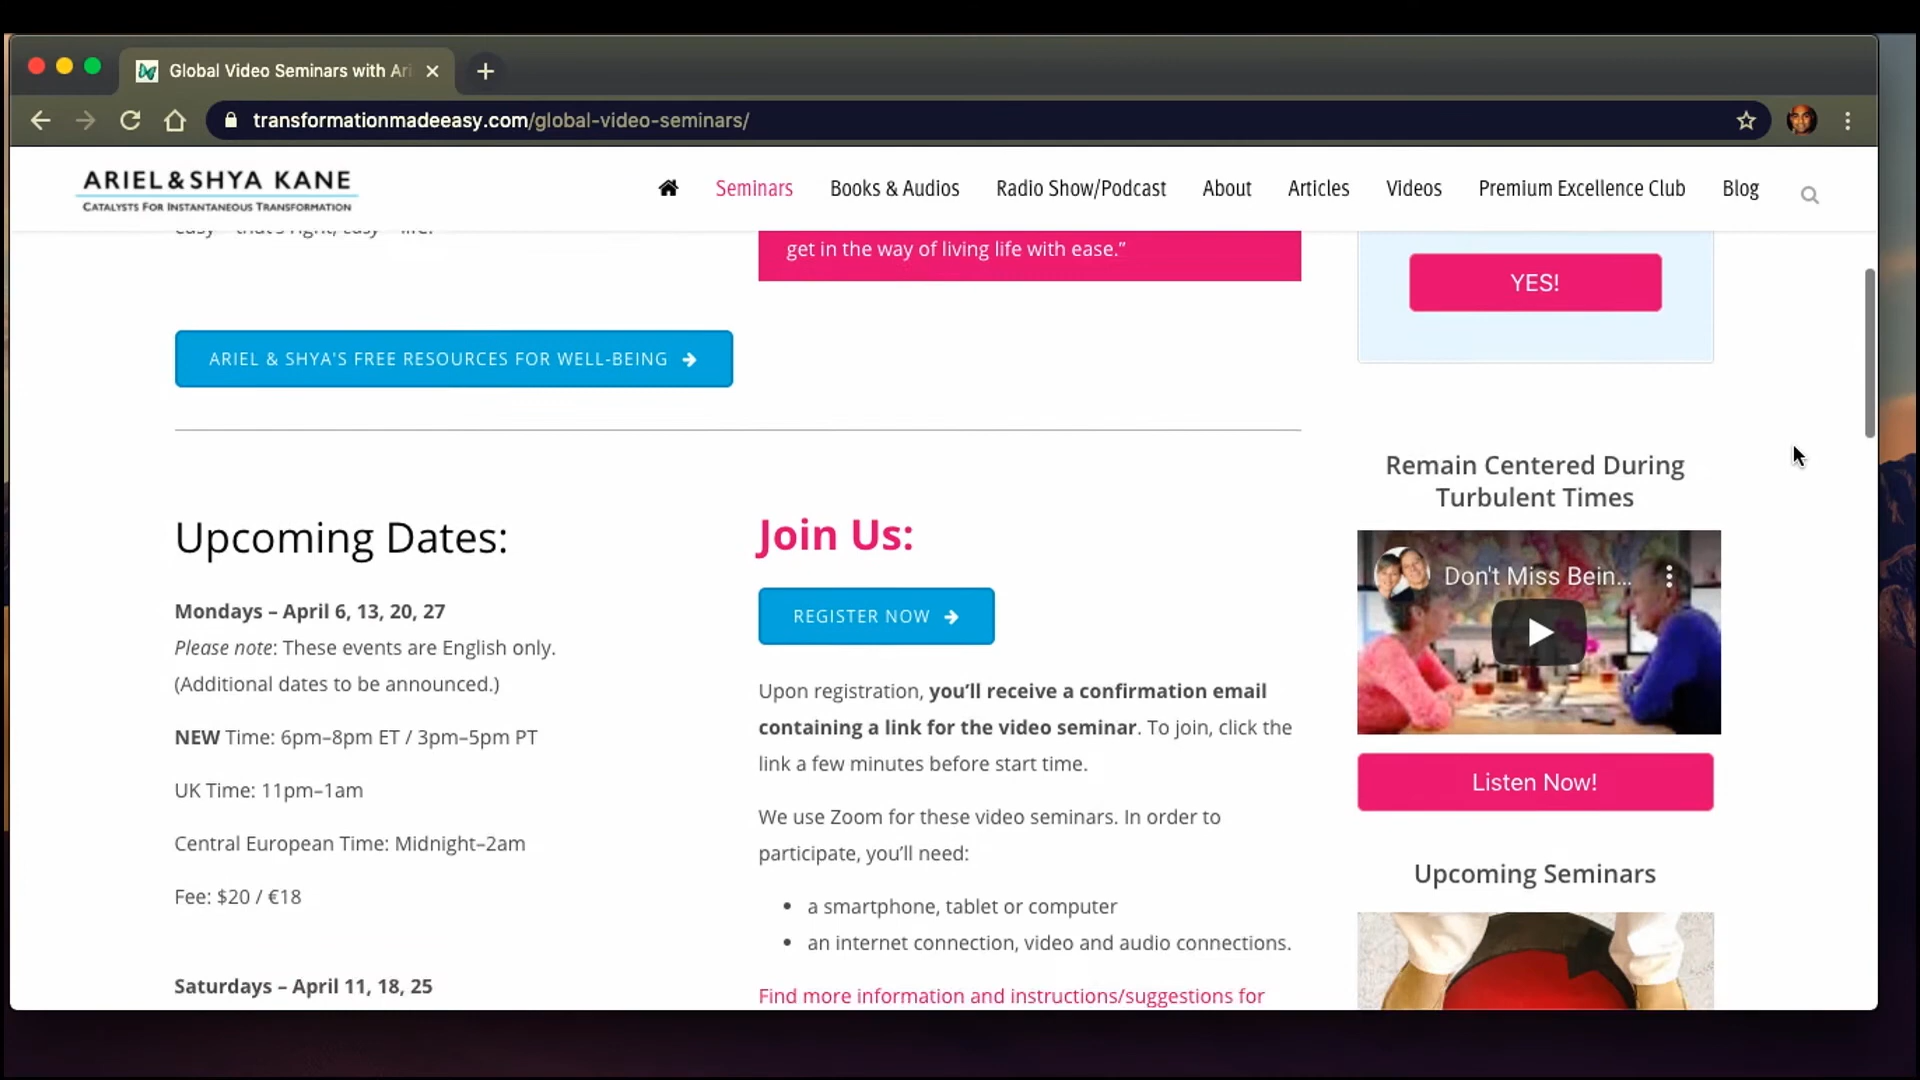 Global Video Seminars with Ari
transformationmadeeasy.com/global-video-seminars/
ARIEL & SHYA KANE
CATALYSTS FOR INSTANTANEOUS TRANSFORMATION
Seminars
Books & Audios
Radio Show/Podcast
About
Articles
Videos
Premium Excellence Club
Blog
easy – that's right, easy – life.
get in the way of living life with ease.”
YES!
ARIEL & SHYA'S FREE RESOURCES FOR WELL-BEING
Upcoming Dates:
Mondays – April 6, 13, 20, 27
Please note: These events are English only.
(Additional dates to be announced.)
NEW Time: 6pm–8pm ET / 3pm–5pm PT
UK Time: 11pm–1am
Central European Time: Midnight–2am
Fee: $20 / €18
Saturdays – April 11, 18, 25
Join Us:
REGISTER NOW
Upon registration, you’ll receive a confirmation email
containing a link for the video seminar. To join, click the
link a few minutes before start time.
We use Zoom for these video seminars. In order to
participate, you’ll need:
• a smartphone, tablet or computer
• an internet connection, video and audio connections.
Find more information and instructions/suggestions for
Remain Centered During
Turbulent Times
Don't Miss Bein...
Listen Now!
Upcoming Seminars